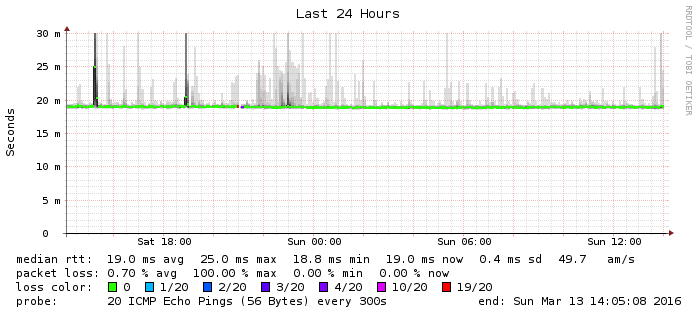 Last 24 Hours
RRDTOOL / TOBI OETIKER
Seconds
30 m
25 m
20 m
15 m
10 m
5 m
0
Sat 18:00 Sun 00:00 Sun 06:00 Sun 12:00
median rtt: 19.0 ms avg 25.0 ms max 18.8 ms min 19.0 ms now 0.4 ms sd 49.7 am/s
packet loss: 0.70 % avg 100.00 % max 0.00 % min 0.00 % now
loss color: 0 1/20 2/20 3/20 4/20 10/20 19/20
probe: 20 ICMP Echo Pings (56 Bytes) every 300s end: Sun Mar 13 14:05:08 2016